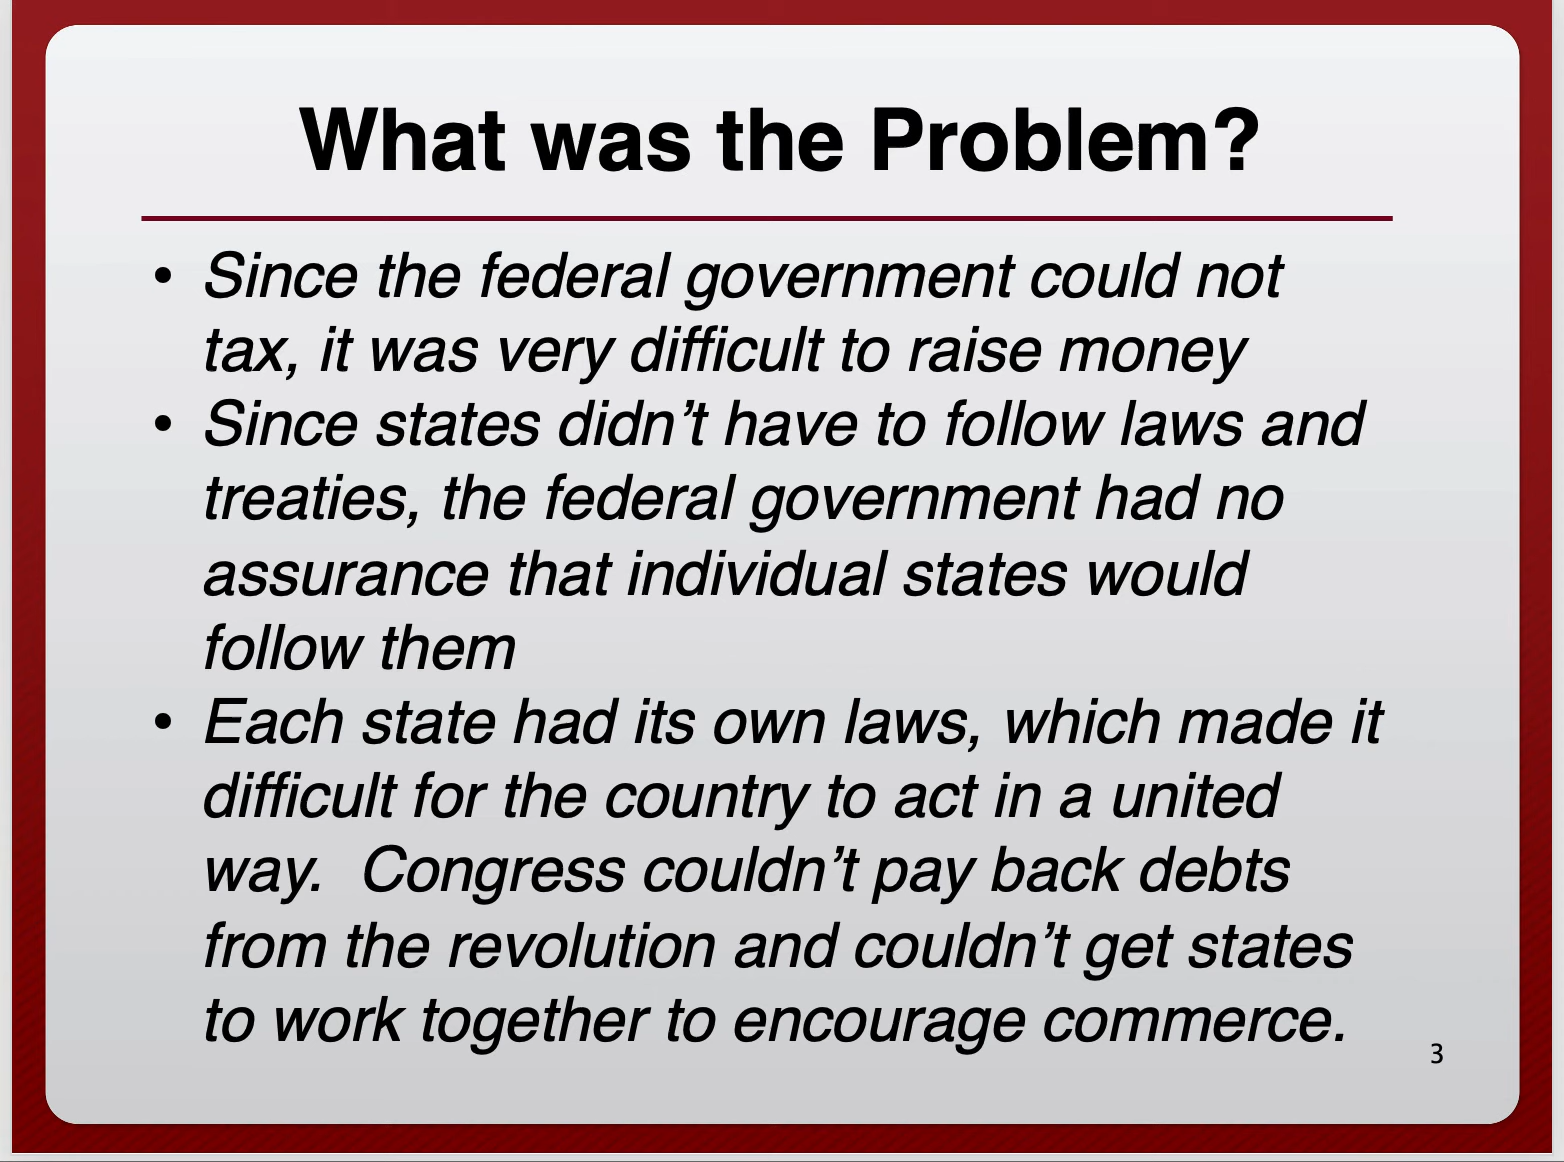 What was the Problem?
• Since the federal government could not
tax, it was very difficult to raise money
• Since states didn’t have to follow laws and
treaties, the federal government had no
assurance that individual states would
follow them
• Each state had its own laws, which made it
difficult for the country to act in a united
way.  Congress couldn’t pay back debts
from the revolution and couldn’t get states
to work together to encourage commerce.
3